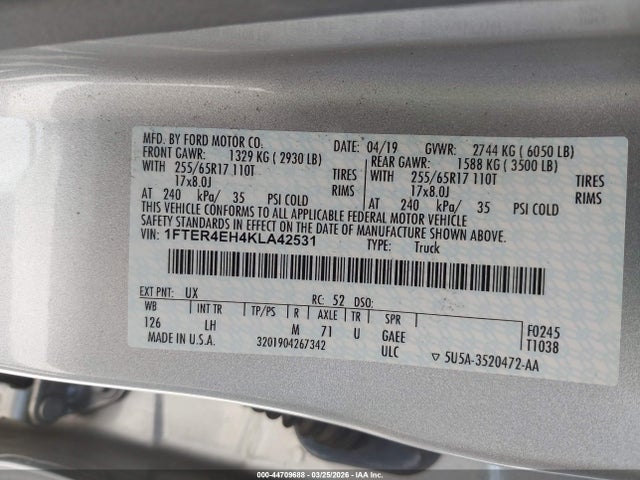 MFD. BY FORD MOTOR CO. DATE: 04/19 GVWR: 2744 KG ( 6050 LB)
FRONT GAWR: 1329 KG ( 2930 LB) REAR GAWR: 1588 KG ( 3500 LB)
WITH 255/65R17 110T TIRES WITH 255/65R17 110T TIRES
17x8.0J RIMS 17x8.0J RIMS
AT 240 kPa/ 35 PSI COLD AT 240 kPa/ 35 PSI COLD
THIS VEHICLE CONFORMS TO ALL APPLICABLE FEDERAL MOTOR VEHICLE
SAFETY STANDARDS IN EFFECT ON THE DATE OF MANUFACTURE SHOWN ABOVE.
VIN: 1FTER4EH4KLA42531 TYPE: Truck
EXT PNT: UX RC: 52 DSO:
WB INT TR TP/PS R AXLE TR SPR F0245
126 LH M 71 U GAEE T1038
MADE IN U.S.A. 3201904267342 ULC ▽ 5U5A-3520472-AA
000-44709688 - 03/25/2026 - IAAI.COM